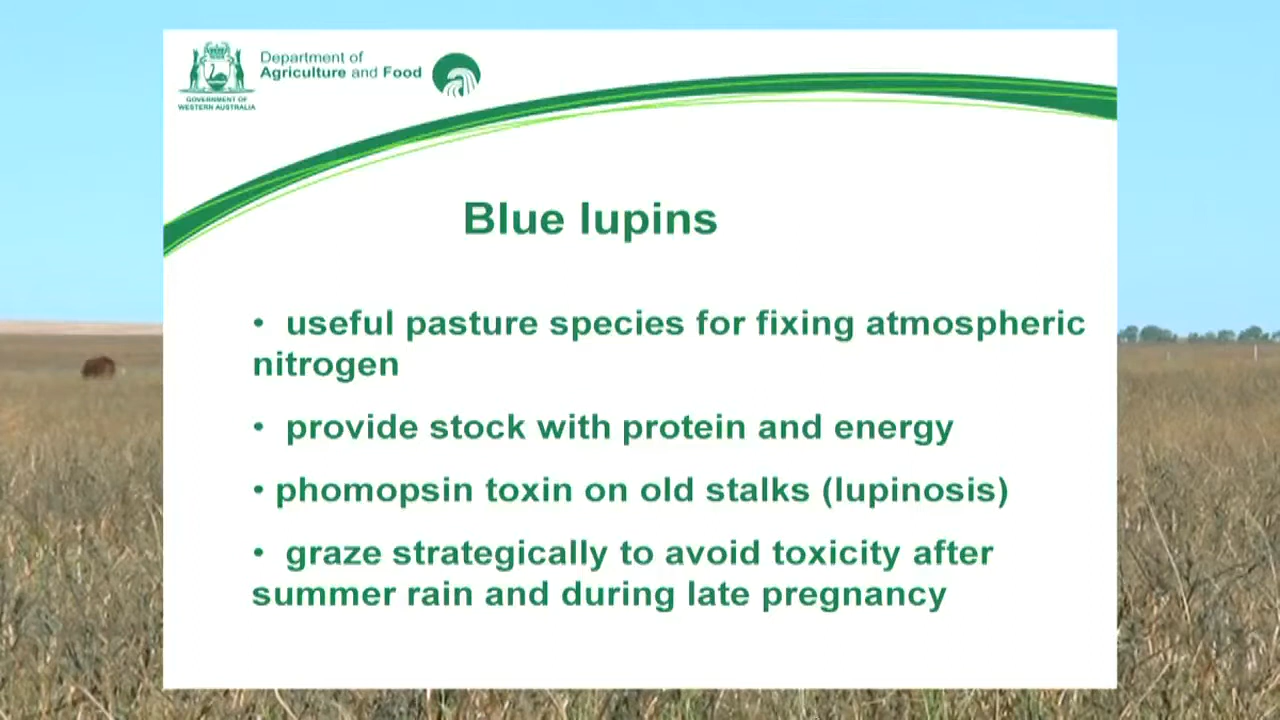 Department of
Agriculture and Food
GOVERNMENT OF
WESTERN AUSTRALIA
Blue lupins
• useful pasture species for fixing atmospheric
nitrogen
• provide stock with protein and energy
• phomopsin toxin on old stalks (lupinosis)
• graze strategically to avoid toxicity after
summer rain and during late pregnancy